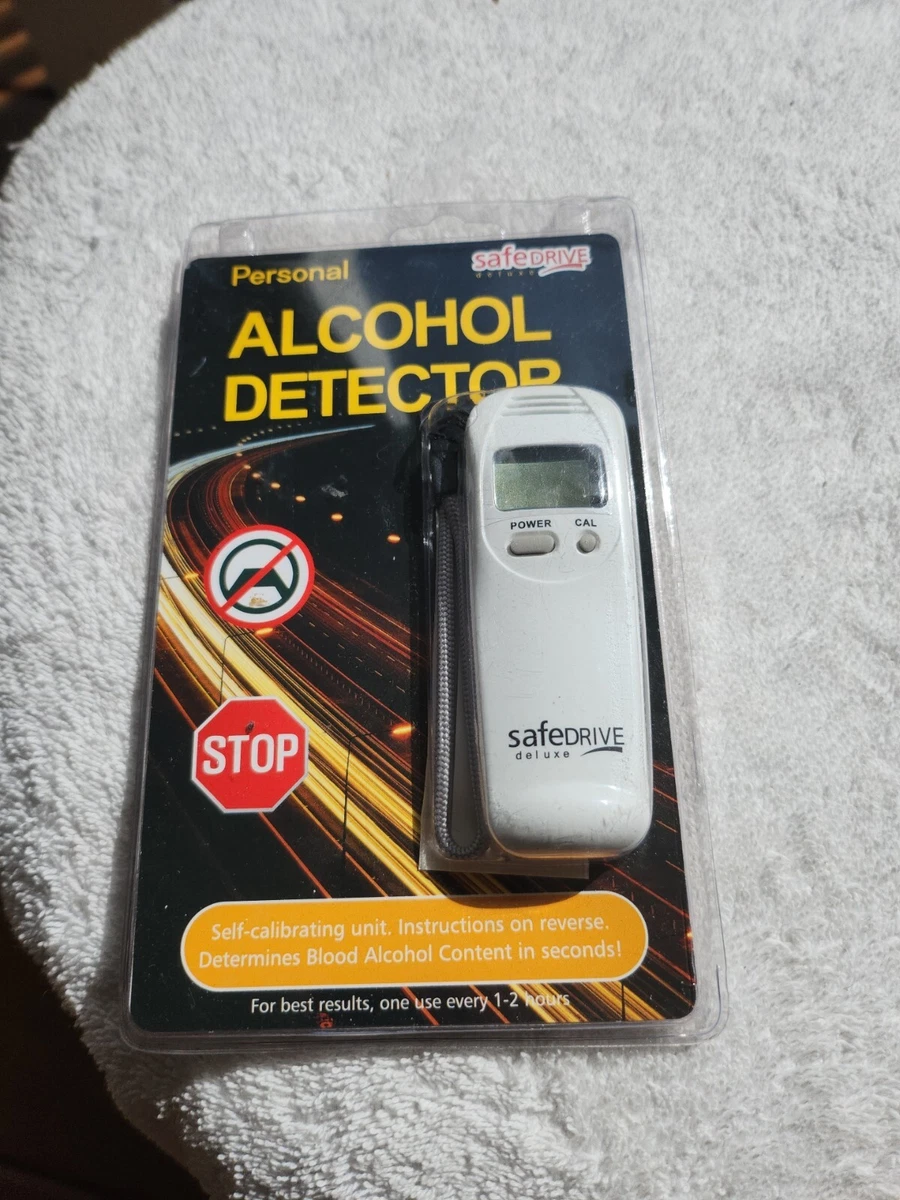 Personal
safeDRIVE
deluxe
ALCOHOL
DETECTOR
POWER CAL
STOP
safeDRIVE
deluxe
Self-calibrating unit. Instructions on reverse.
Determines Blood Alcohol Content in seconds!
For best results, one use every 1-2 hours